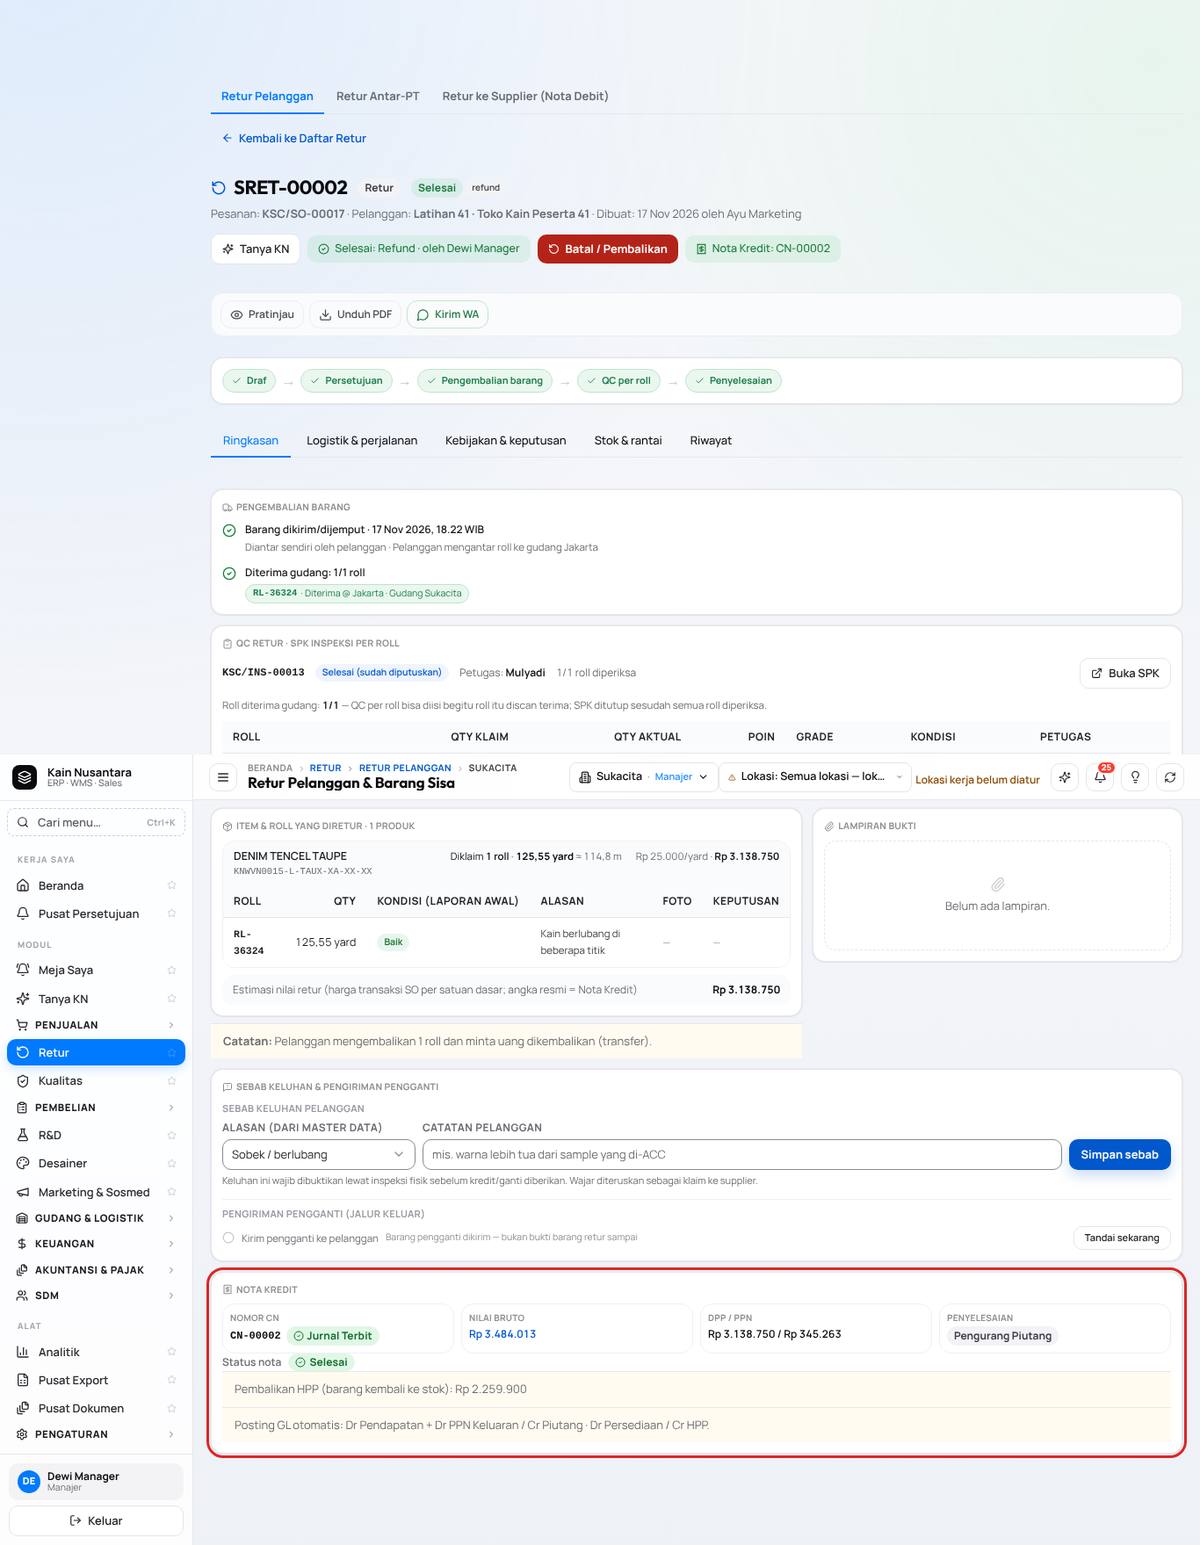 Retur Pelanggan Retur Antar-PT Retur ke Supplier (Nota Debit)
Kembali ke Daftar Retur
SRET-00002 Retur Selesai refund
Pesanan: KSC/SO-00017 · Pelanggan: Latihan 41 · Toko Kain Peserta 41 · Dibuat: 17 Nov 2026 oleh Ayu Marketing
Tanya KN Selesai: Refund · oleh Dewi Manager Batal / Pembalikan Nota Kredit: CN-00002
Pratinjau Unduh PDF Kirim WA
Draf → Persetujuan → Pengembalian barang → QC per roll → Penyelesaian
Ringkasan Logistik & perjalanan Kebijakan & keputusan Stok & rantai Riwayat
PENGEMBALIAN BARANG
Barang dikirim/dijemput · 17 Nov 2026, 18.22 WIB
Diantar sendiri oleh pelanggan · Pelanggan mengantar roll ke gudang Jakarta
Diterima gudang: 1/1 roll
RL-36324 · Diterima @ Jakarta · Gudang Sukacita
QC RETUR · SPK INSPEKSI PER ROLL
KSC/INS-00013 Selesai (sudah diputuskan) Petugas: Mulyadi 1/1 roll diperiksa Buka SPK
Roll diterima gudang: 1/1 — QC per roll bisa diisi begitu roll itu discan terima; SPK ditutup sesudah semua roll diperiksa.
ROLL QTY KLAIM QTY AKTUAL POIN GRADE KONDISI PETUGAS
Kain Nusantara
ERP · WMS · Sales
BERANDA > RETUR > RETUR PELANGGAN > SUKACITA
Retur Pelanggan & Barang Sisa
Sukacita · Manajer Lokasi: Semua lokasi — lok... Lokasi kerja belum diatur 25
Cari menu... Ctrl+K
KERJA SAYA
Beranda
Pusat Persetujuan
MODUL
Meja Saya
Tanya KN
PENJUALAN
Retur
Kualitas
PEMBELIAN
R&D
Desainer
Marketing & Sosmed
GUDANG & LOGISTIK
KEUANGAN
AKUNTANSI & PAJAK
SDM
ALAT
Analitik
Pusat Export
Pusat Dokumen
PENGATURAN
DE Dewi Manager
Manajer
Keluar
ITEM & ROLL YANG DIRETUR · 1 PRODUK
DENIM TENCEL TAUPE Diklaim 1 roll · 125,55 yard ≈ 114,8 m Rp 25.000/yard · Rp 3.138.750
KNWVN0015-L-TAUX-XA-XX-XX
ROLL QTY KONDISI (LAPORAN AWAL) ALASAN FOTO KEPUTUSAN
RL-
36324 125,55 yard Baik Kain berlubang di
beberapa titik — —
Estimasi nilai retur (harga transaksi SO per satuan dasar; angka resmi = Nota Kredit) Rp 3.138.750
LAMPIRAN BUKTI
Belum ada lampiran.
Catatan: Pelanggan mengembalikan 1 roll dan minta uang dikembalikan (transfer).
SEBAB KELUHAN & PENGIRIMAN PENGGANTI
SEBAB KELUHAN PELANGGAN
ALASAN (DARI MASTER DATA) CATATAN PELANGGAN
Sobek / berlubang mis. warna lebih tua dari sample yang di-ACC Simpan sebab
Keluhan ini wajib dibuktikan lewat inspeksi fisik sebelum kredit/ganti diberikan. Wajar diteruskan sebagai klaim ke supplier.
PENGIRIMAN PENGGANTI (JALUR KELUAR)
Kirim pengganti ke pelanggan Barang pengganti dikirim — bukan bukti barang retur sampai Tandai sekarang
NOTA KREDIT
NOMOR CN NILAI BRUTO DPP / PPN PENYELESAIAN
CN-00002 Jurnal Terbit Rp 3.484.013 Rp 3.138.750 / Rp 345.263 Pengurang Piutang
Status nota Selesai
Pembalikan HPP (barang kembali ke stok): Rp 2.259.900
Posting GL otomatis: Dr Pendapatan + Dr PPN Keluaran / Cr Piutang · Dr Persediaan / Cr HPP.